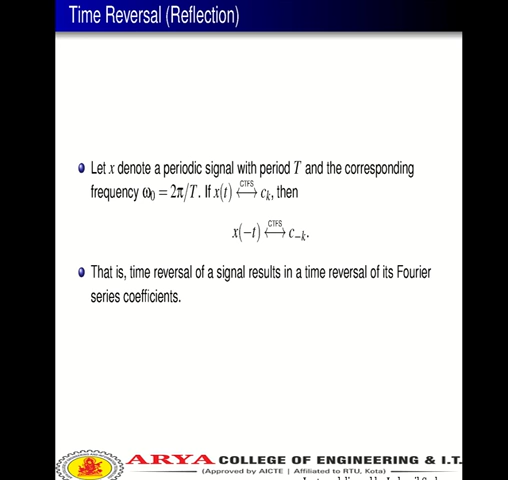 Time Reversal (Reflection)
Let x denote a periodic signal with period T and the corresponding
frequency ω₀ = 2π/T. If x(t) ⟷ᶜᵀᶠˢ cₖ, then
x(−t) ⟷ᶜᵀᶠˢ c₋ₖ.
That is, time reversal of a signal results in a time reversal of its Fourier
series coefficients.
ARYA COLLEGE OF ENGINEERING & I.T.
(Approved by AICTE | Affiliated to RTU, Kota)